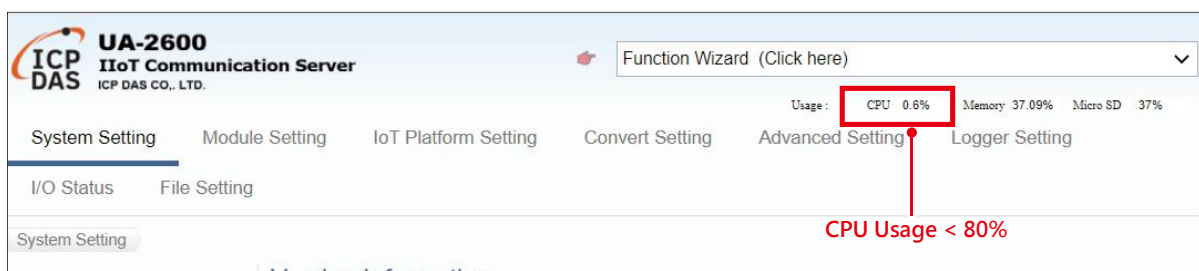 ICP
DAS
UA-2600
IIoT Communication Server
ICP DAS CO,. LTD.
Function Wizard (Click here)
Usage : CPU 0.6% Memory 37.09% Micro SD 37%
System Setting Module Setting IoT Platform Setting Convert Setting Advanced Setting Logger Setting
I/O Status File Setting
CPU Usage < 80%
System Setting